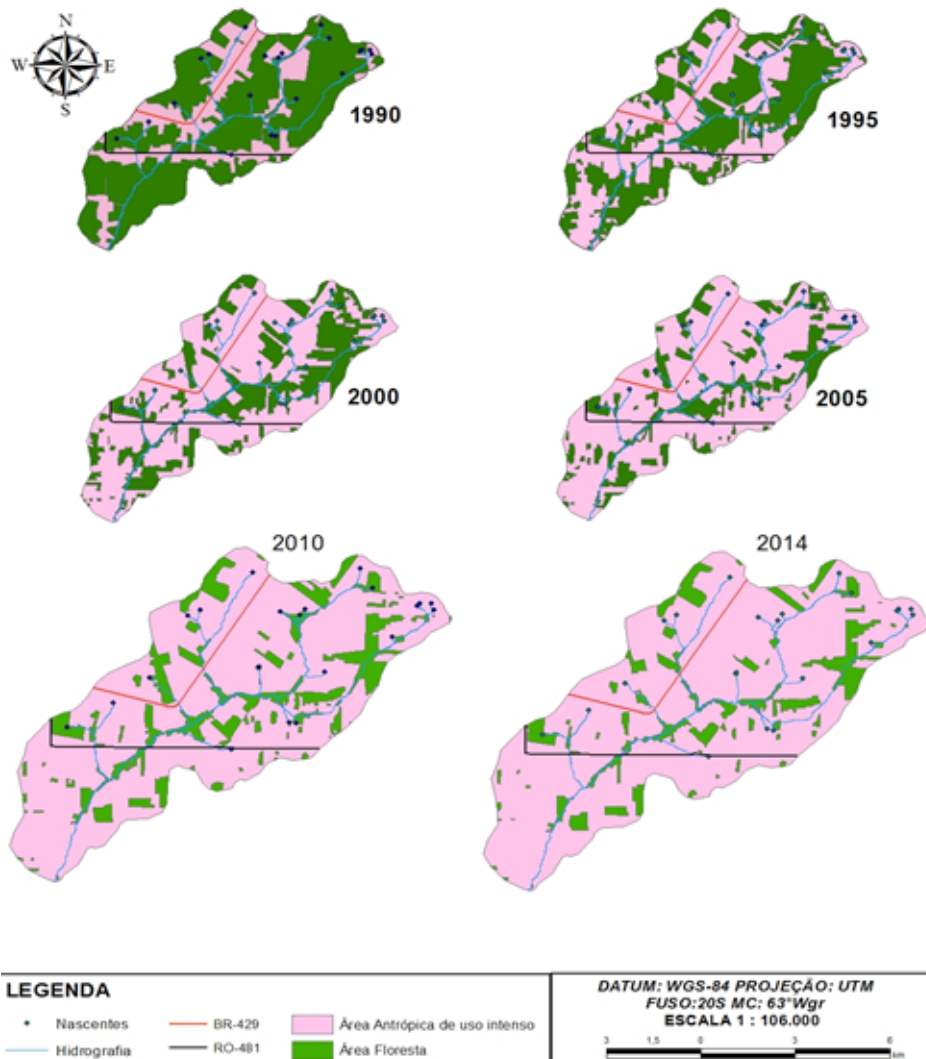 N
W E
S
1990
1995
2000
2005
2010
2014
LEGENDA
Nascentes
Hidrografia
BR-429
RO-481
Área Antrópica de uso intenso
Área Floresta
DATUM: WGS-84 PROJEÇÃO: UTM
FUSO:20S MC: 63°Wgr
ESCALA 1 : 106.000
3 1,5 0 3 6
km